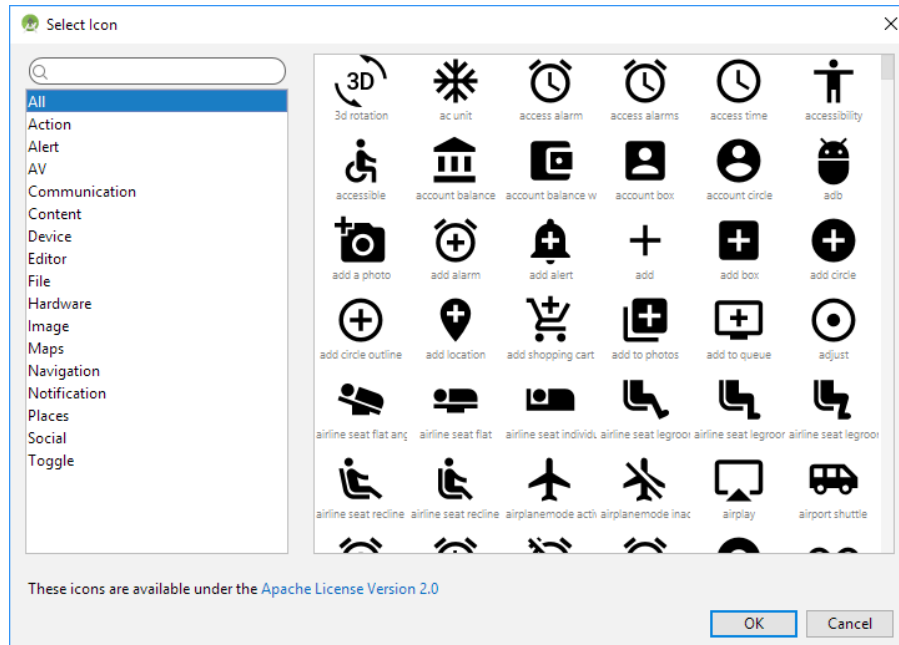 Select Icon
All
Action
Alert
AV
Communication
Content
Device
Editor
File
Hardware
Image
Maps
Navigation
Notification
Places
Social
Toggle
3D
3d rotation
ac unit
access alarm
access alarms
access time
accessibility
accessible
account balance
account balance w
account box
account circle
adb
add a photo
add alarm
add alert
add
add box
add circle
add circle outline
add location
add shopping cart
add to photos
add to queue
adjust
airline seat flat ang
airline seat flat
airline seat individu
airline seat legroor
airline seat legroor
airline seat legroor
airline seat recline
airline seat recline
airplanemode acti
airplanemode inac
airplay
airport shuttle
These icons are available under the Apache License Version 2.0
OK
Cancel